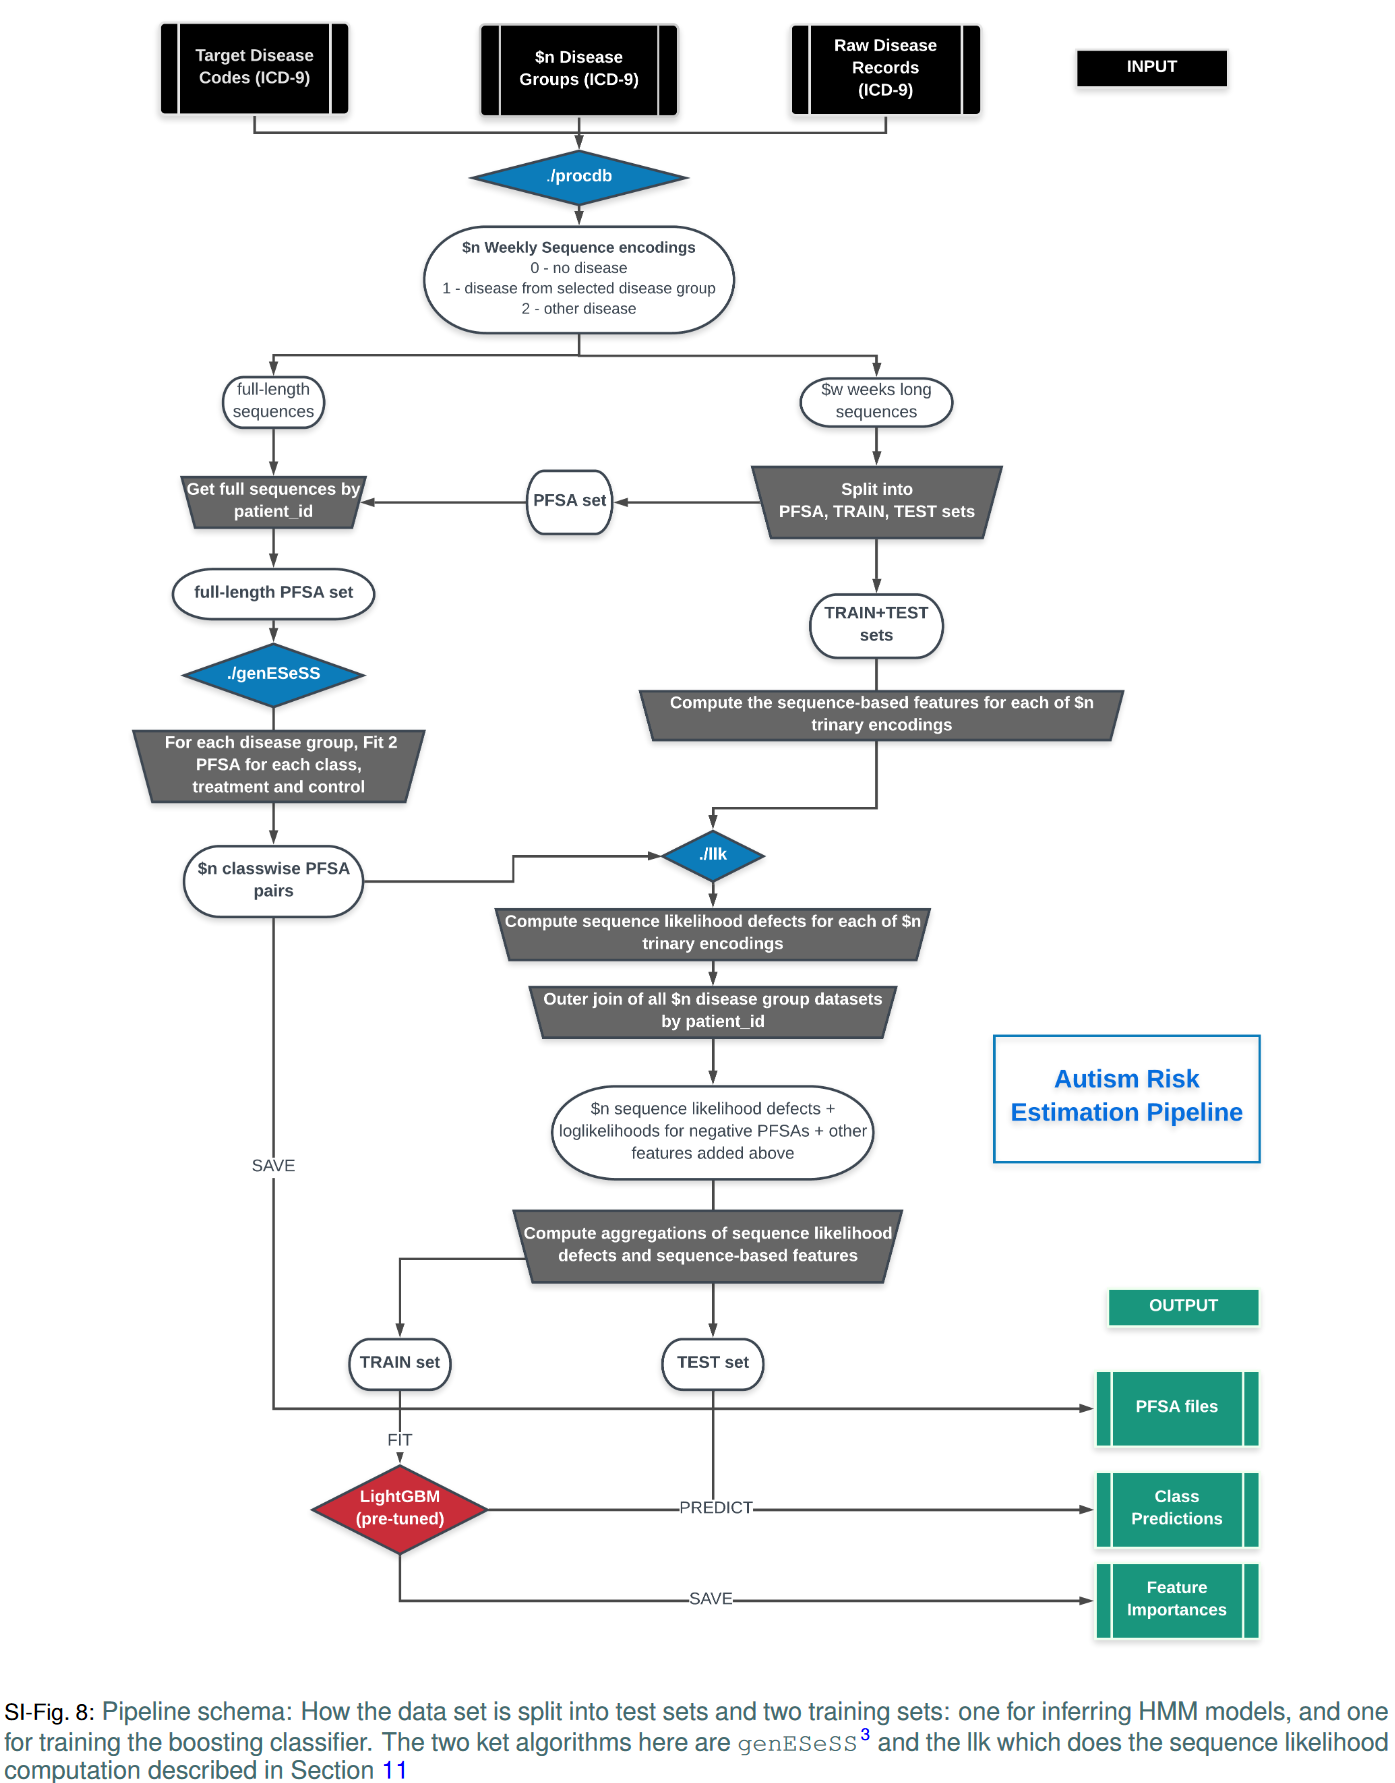 Target Disease
Codes (ICD-9)
$n Disease
Groups (ICD-9)
Raw Disease
Records
(ICD-9)
INPUT
./procdb
$n Weekly Sequence encodings
0 - no disease
1 - disease from selected disease group
2 - other disease
full-length
sequences
$w weeks long
sequences
Get full sequences by
patient_id
PFSA set
Split into
PFSA, TRAIN, TEST sets
full-length PFSA set
TRAIN+TEST
sets
./genESeSS
Compute the sequence-based features for each of $n
trinary encodings
For each disease group, Fit 2
PFSA for each class,
treatment and control
./llk
$n classwise PFSA
pairs
Compute sequence likelihood defects for each of $n
trinary encodings
Outer join of all $n disease group datasets
by patient_id
Autism Risk
Estimation Pipeline
$n sequence likelihood defects +
loglikelihoods for negative PFSAs + other
features added above
SAVE
Compute aggregations of sequence likelihood
defects and sequence-based features
OUTPUT
TRAIN set
TEST set
PFSA files
FIT
LightGBM
(pre-tuned)
PREDICT
Class
Predictions
SAVE
Feature
Importances
SI-Fig. 8: Pipeline schema: How the data set is split into test sets and two training sets: one for inferring HMM models, and one
for training the boosting classifier. The two ket algorithms here are genESeSS3 and the llk which does the sequence likelihood
computation described in Section 11